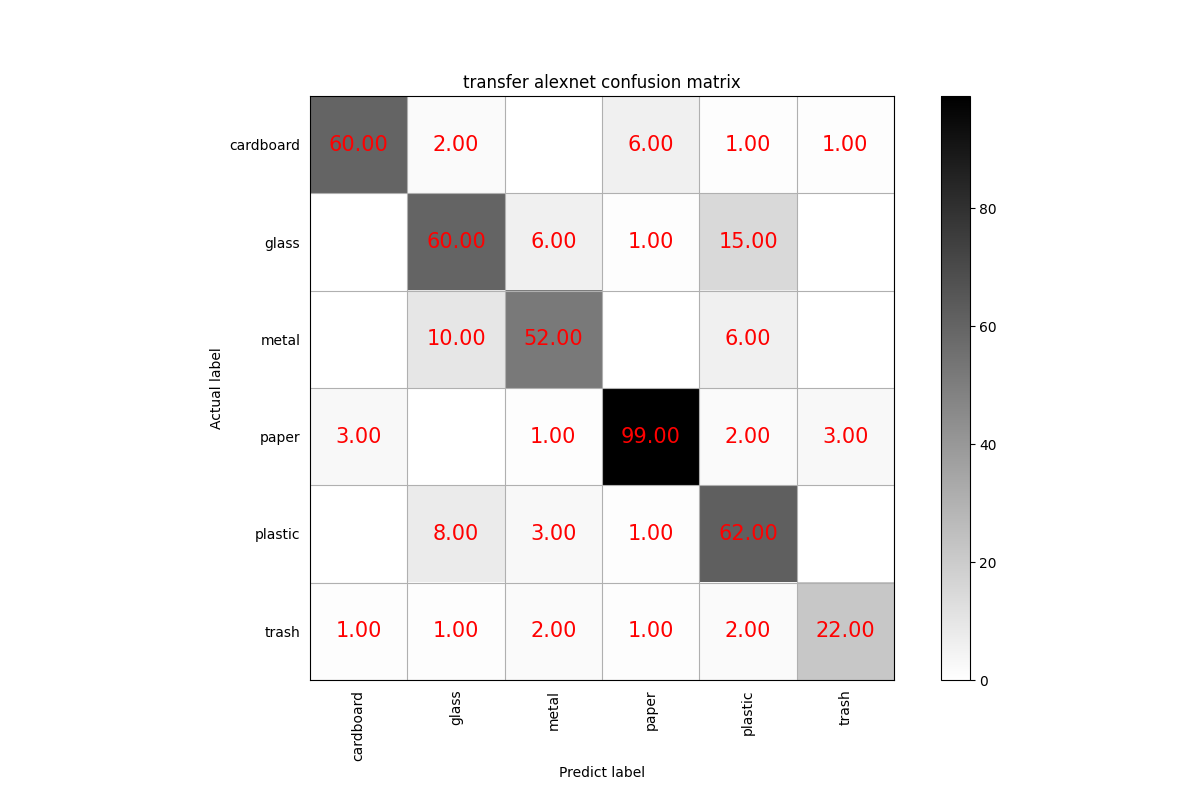 transfer alexnet confusion matrix
cardboard 60.00 2.00 6.00 1.00 1.00
glass 60.00 6.00 1.00 15.00
metal 10.00 52.00 6.00
paper 3.00 1.00 99.00 2.00 3.00
plastic 8.00 3.00 1.00 62.00
trash 1.00 1.00 2.00 1.00 2.00 22.00
Actual label
cardboard glass metal paper plastic trash
Predict label
80
60
40
20
0